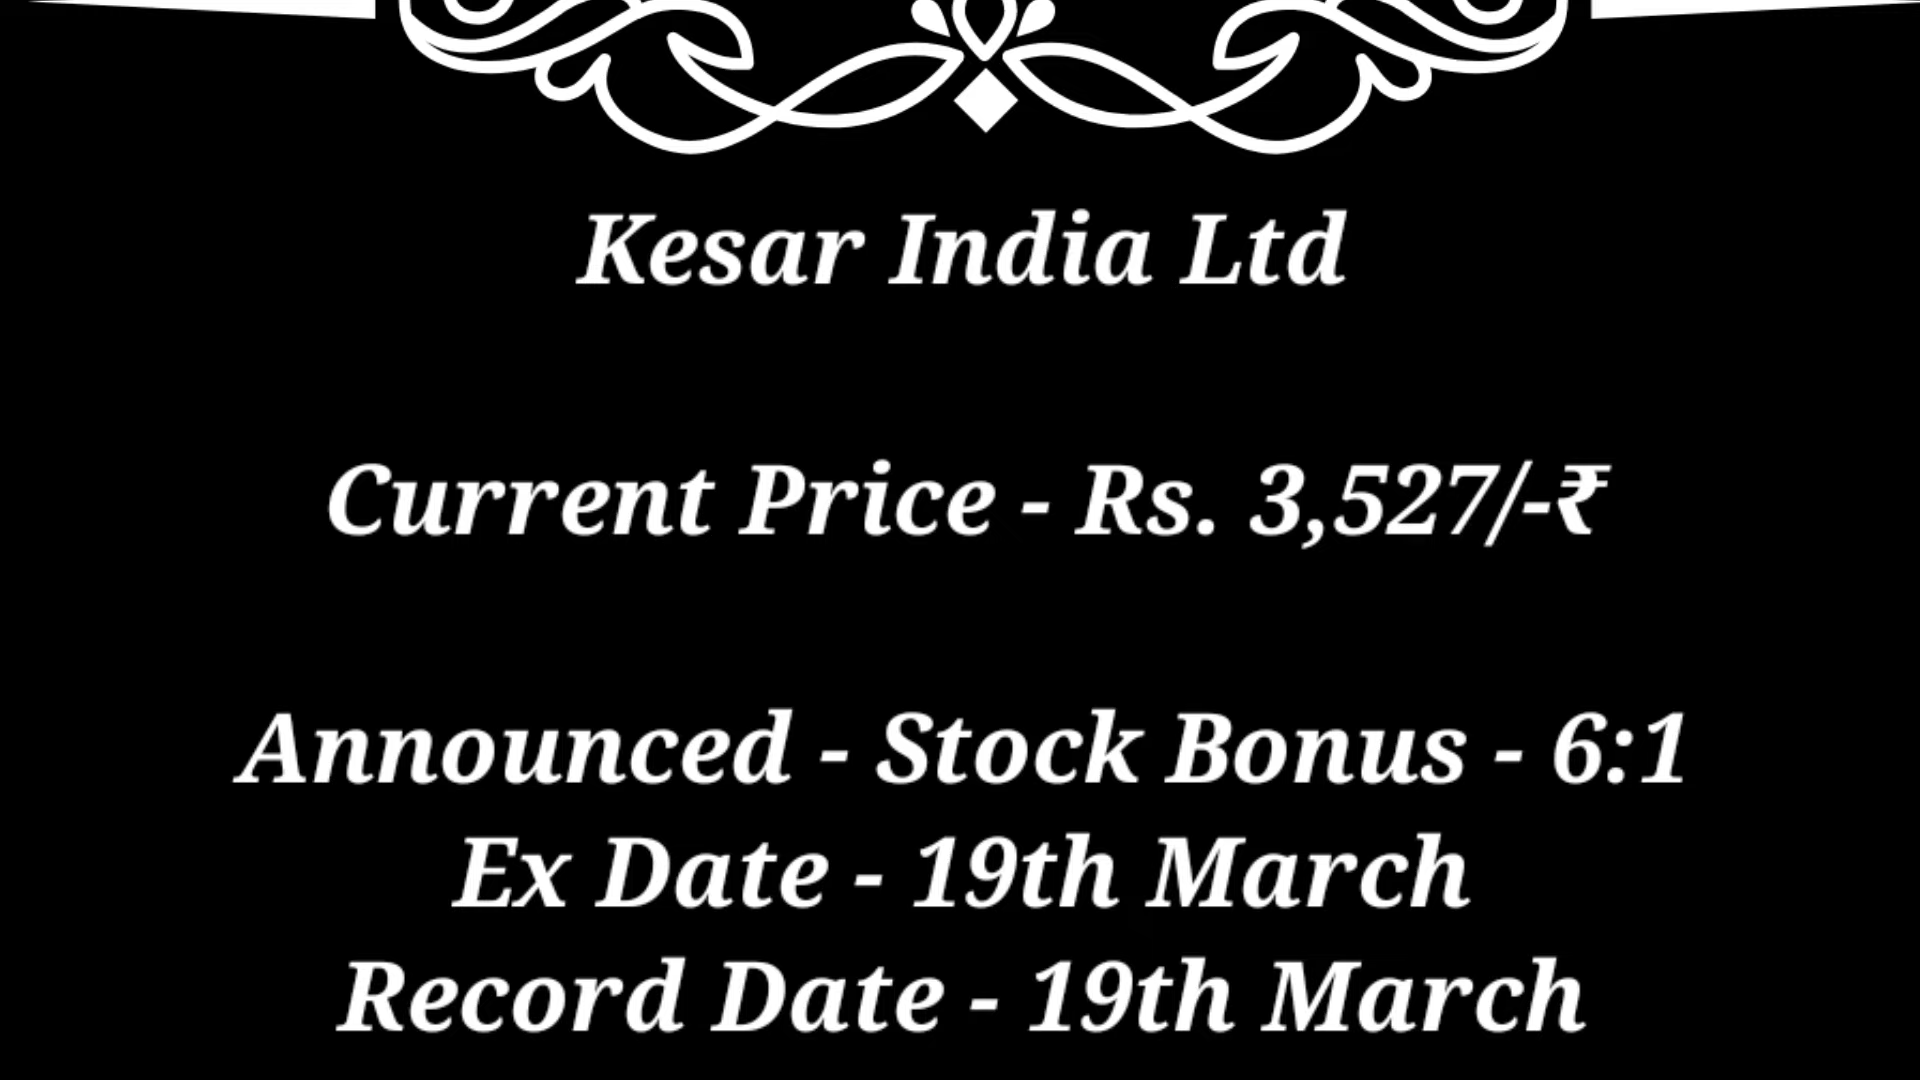 Kesar India Ltd
Current Price - Rs. 3,527/-₹
Announced - Stock Bonus - 6:1
Ex Date - 19th March
Record Date - 19th March